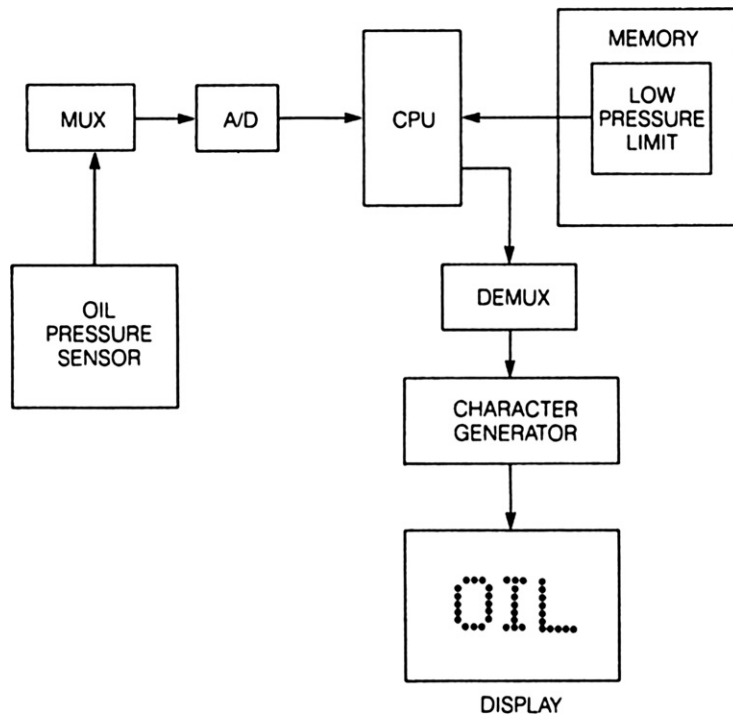 MEMORY
LOW
PRESSURE
LIMIT
MUX
A/D
CPU
OIL
PRESSURE
SENSOR
DEMUX
CHARACTER
GENERATOR
OIL
DISPLAY